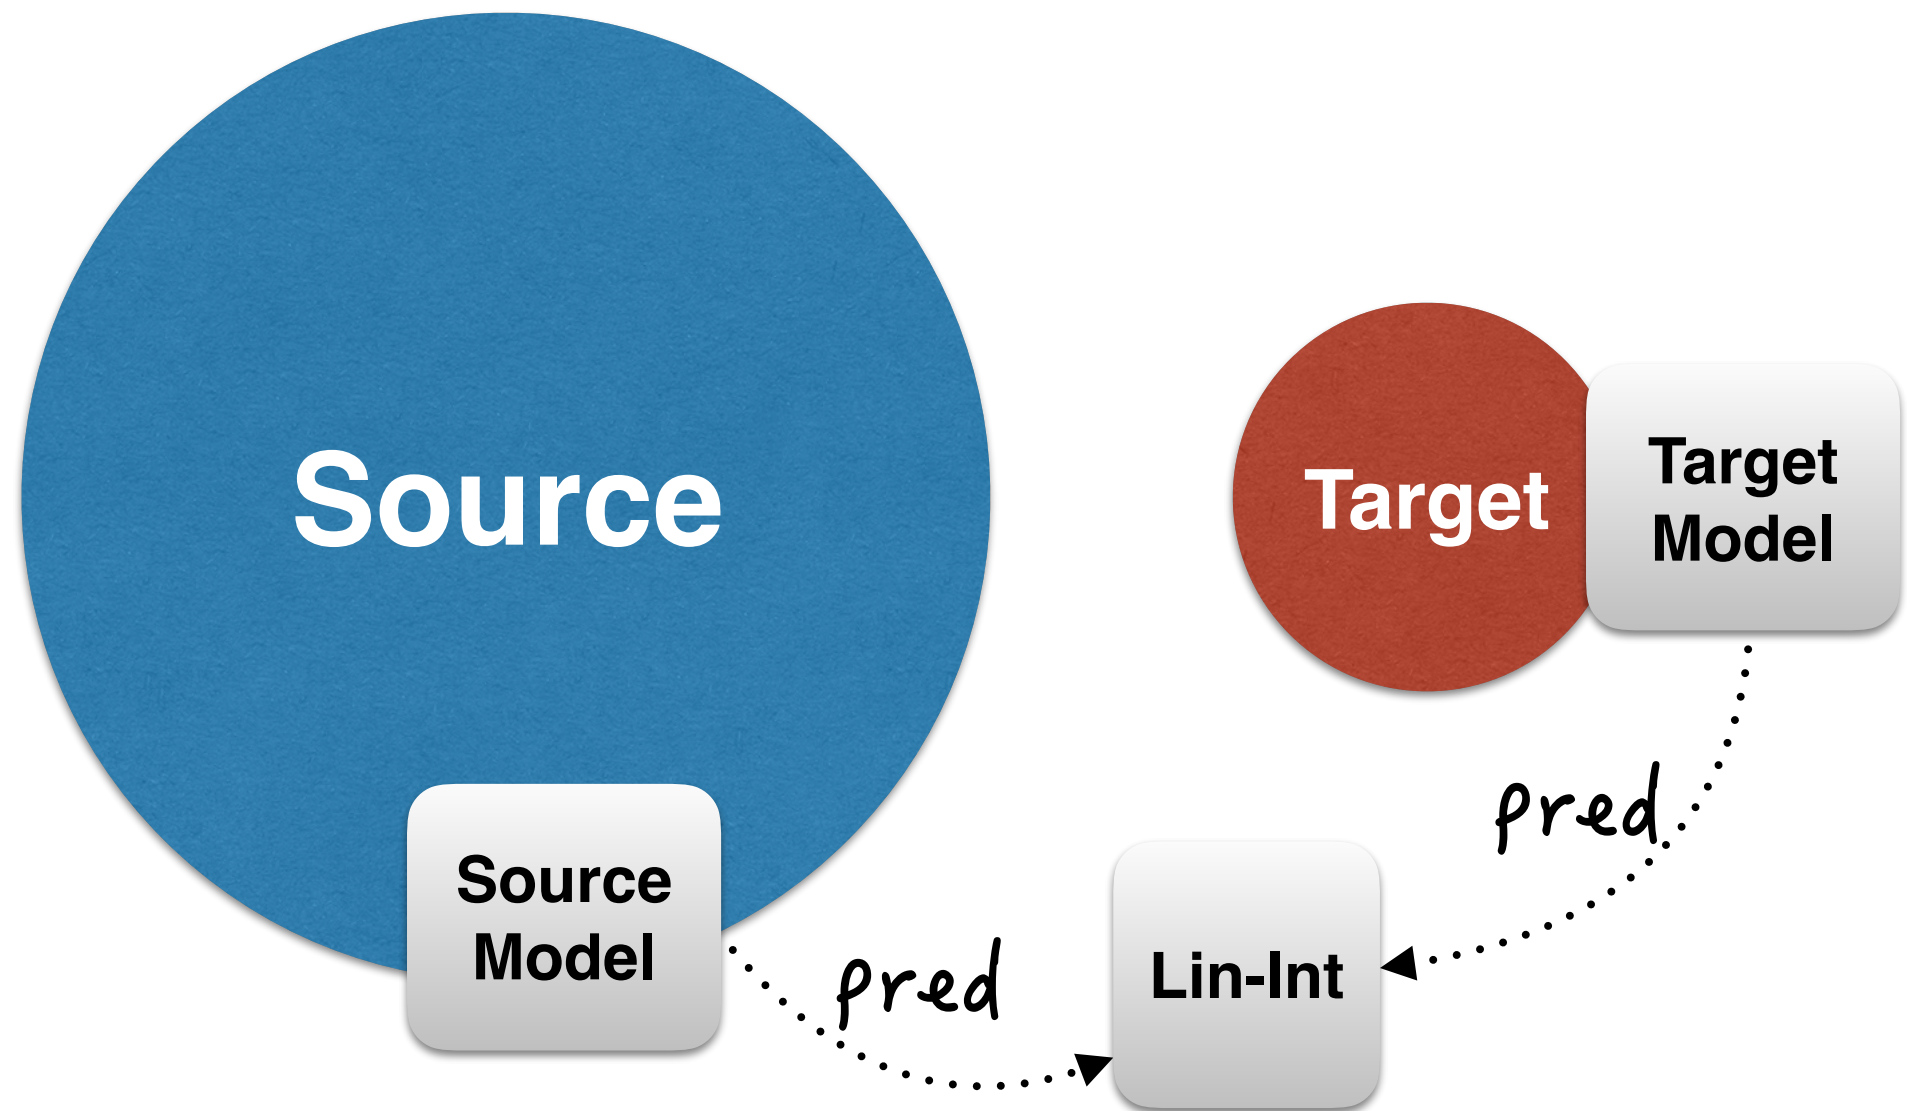 Source
Target
Target
Model
pred
Source
Model
pred
Lin-Int